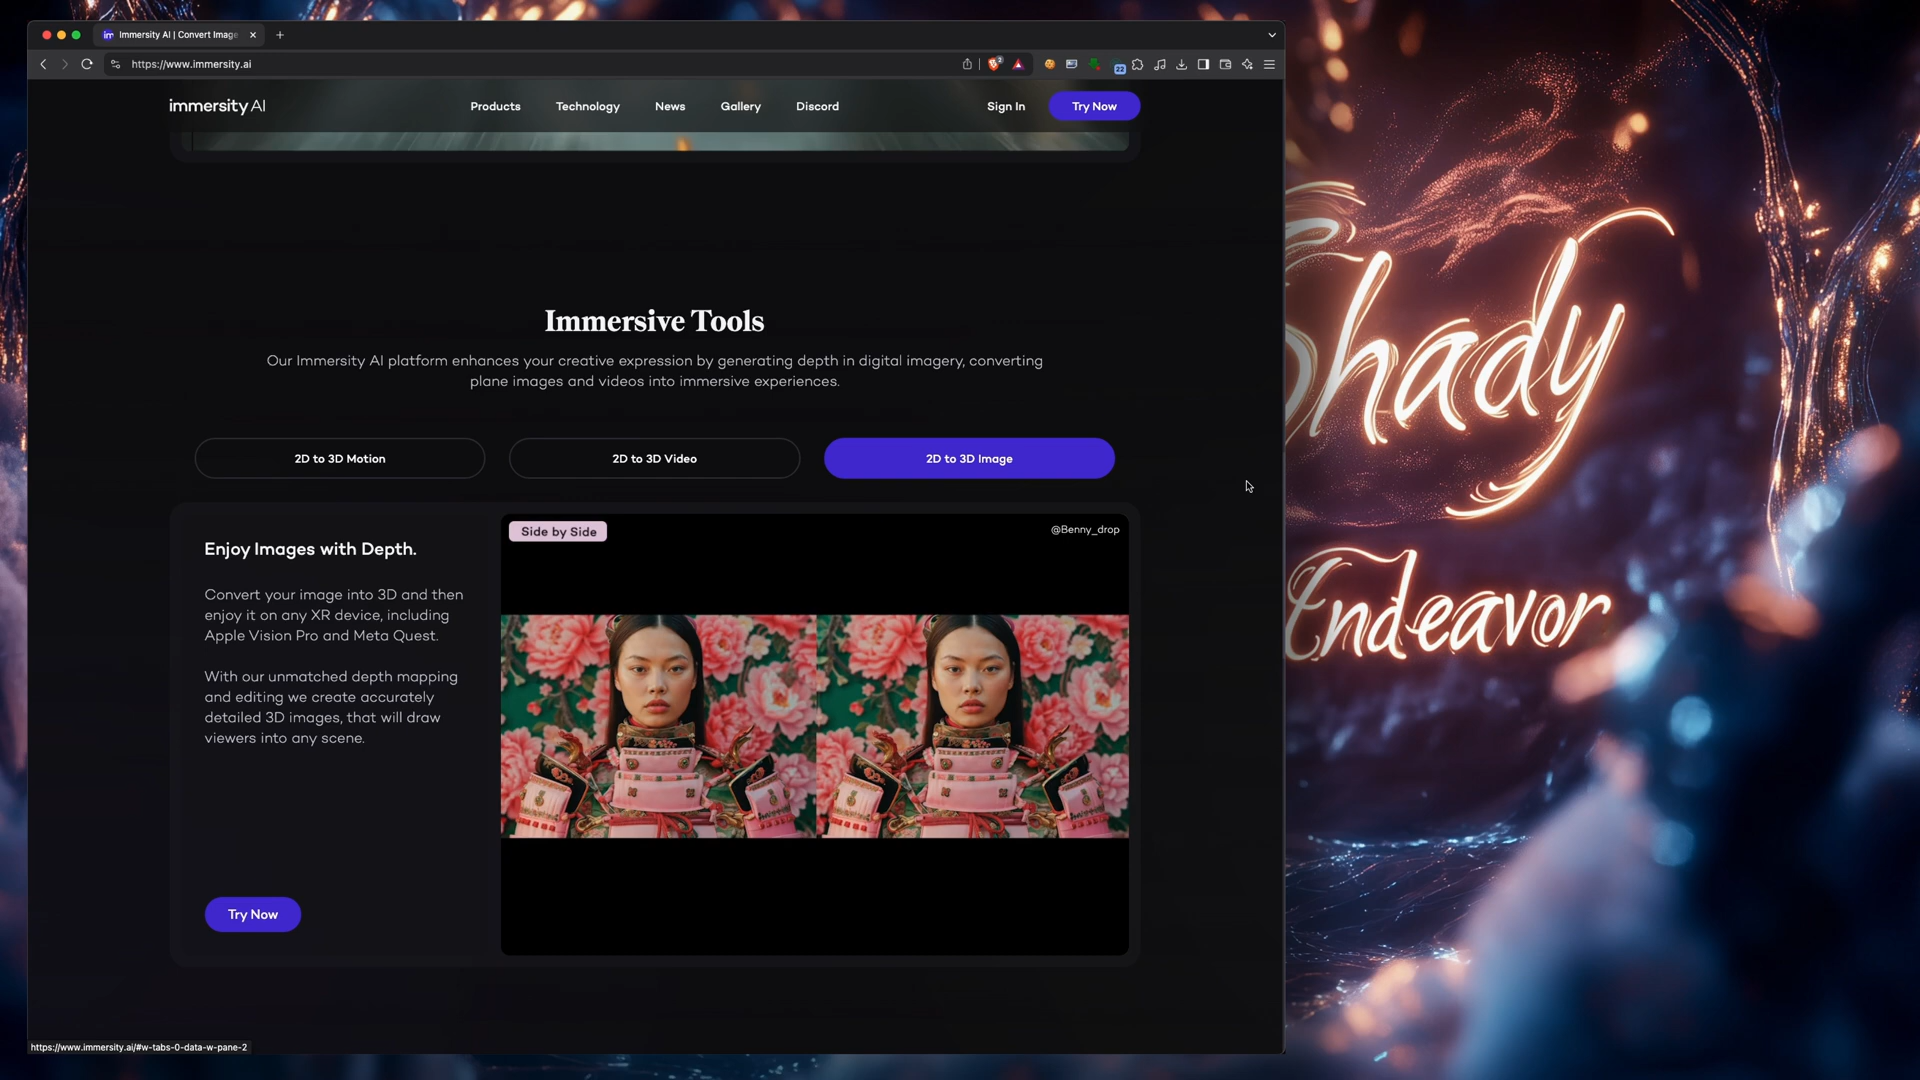 Immersity AI | Convert Image
https://www.immersity.ai
2
22
immersity AI
Products
Technology
News
Gallery
Discord
Sign In
Try Now
Immersive Tools
Our Immersity AI platform enhances your creative expression by generating depth in digital imagery, converting
plane images and videos into immersive experiences.
2D to 3D Motion
2D to 3D Video
2D to 3D Image
Enjoy Images with Depth.
Convert your image into 3D and then
enjoy it on any XR device, including
Apple Vision Pro and Meta Quest.
With our unmatched depth mapping
and editing we create accurately
detailed 3D images, that will draw
viewers into any scene.
Try Now
Side by Side
@Benny_drop
https://www.immersity.ai/#w-tabs-0-data-w-pane-2
Shady
Endeavor